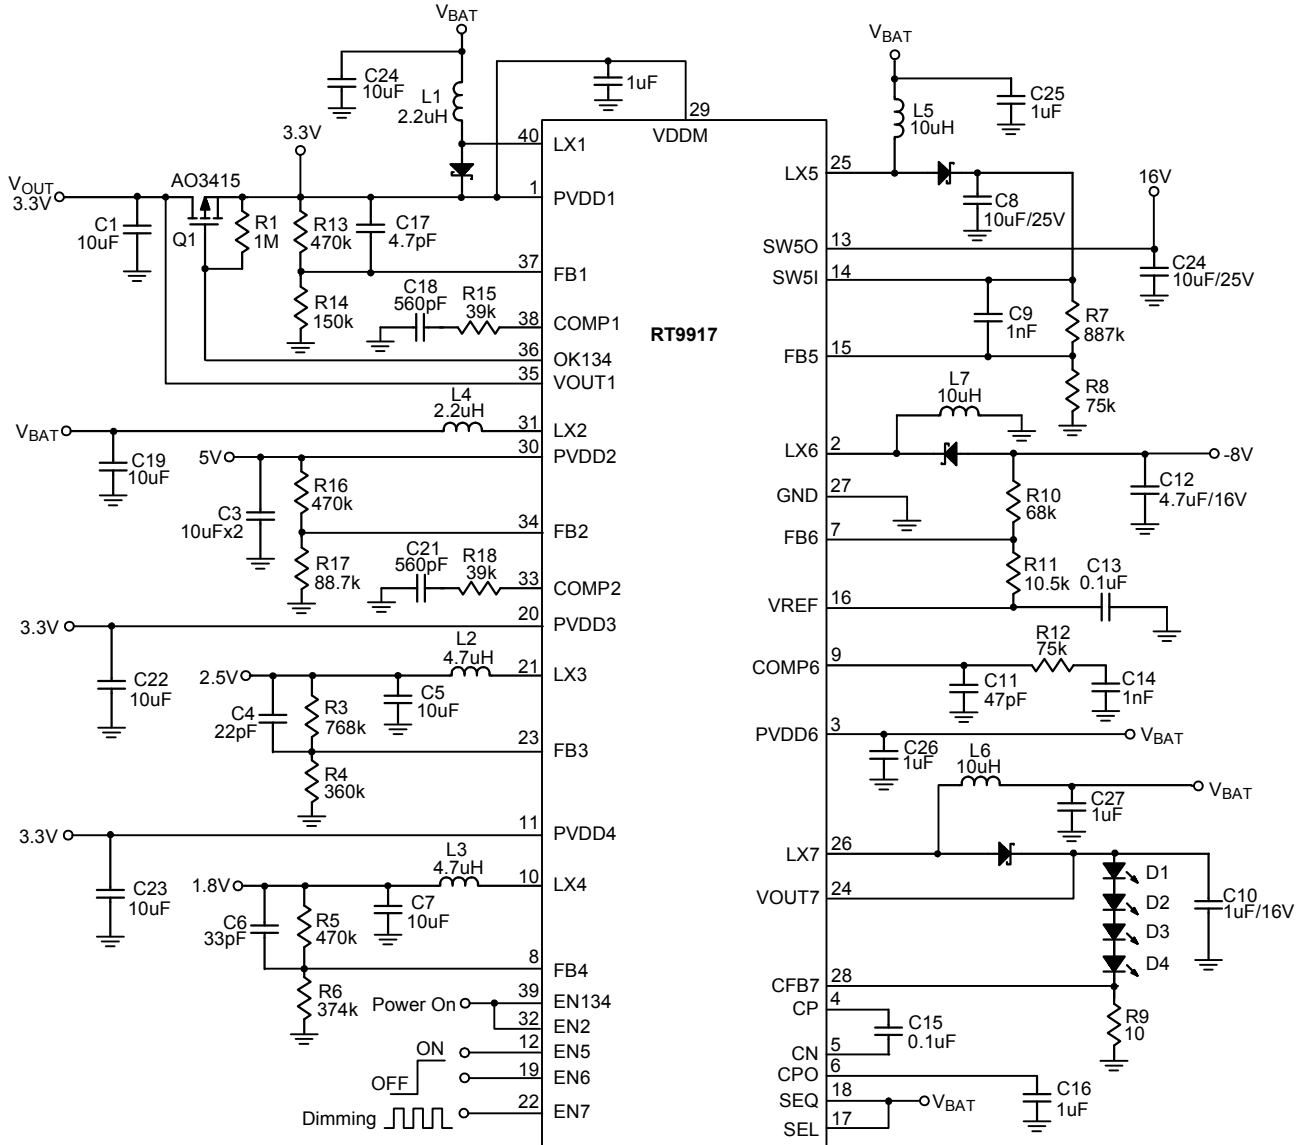 VBAT
C24
10uF
L1
2.2uH
1uF
29
VDDM
40
LX1
3.3V
VOUT
3.3V
AO3415
Q1
C1
10uF
R1
1M
R13
470k
C17
4.7pF
1
PVDD1
37
FB1
R14
150k
C18
560pF
R15
39k
38
COMP1
36
OK134
35
VOUT1
L4
2.2uH
VBAT
31
LX2
C19
10uF
5V
30
PVDD2
C3
10uFx2
R16
470k
34
FB2
R17
88.7k
C21
560pF
R18
39k
33
COMP2
3.3V
20
PVDD3
C22
10uF
L2
4.7uH
2.5V
21
LX3
C4
22pF
R3
768k
C5
10uF
23
FB3
R4
360k
3.3V
11
PVDD4
C23
10uF
L3
4.7uH
1.8V
10
LX4
C6
33pF
R5
470k
C7
10uF
8
FB4
R6
374k
Power On
39
EN134
32
EN2
ON
OFF
12
EN5
19
EN6
Dimming
22
EN7
RT9917
VBAT
L5
10uH
C25
1uF
LX5
25
C8
10uF/25V
16V
SW5O
13
C24
10uF/25V
SW5I
14
C9
1nF
R7
887k
FB5
15
R8
75k
L7
10uH
LX6
2
-8V
C12
4.7uF/16V
GND
27
R10
68k
FB6
7
R11
10.5k
C13
0.1uF
VREF
16
COMP6
9
R12
75k
C11
47pF
C14
1nF
PVDD6
3
VBAT
C26
1uF
L6
10uH
VBAT
C27
1uF
LX7
26
VOUT7
24
D1
D2
D3
D4
C10
1uF/16V
CFB7
28
R9
10
CP
4
C15
0.1uF
CN
5
CPO
6
C16
1uF
SEQ
18
VBAT
SEL
17